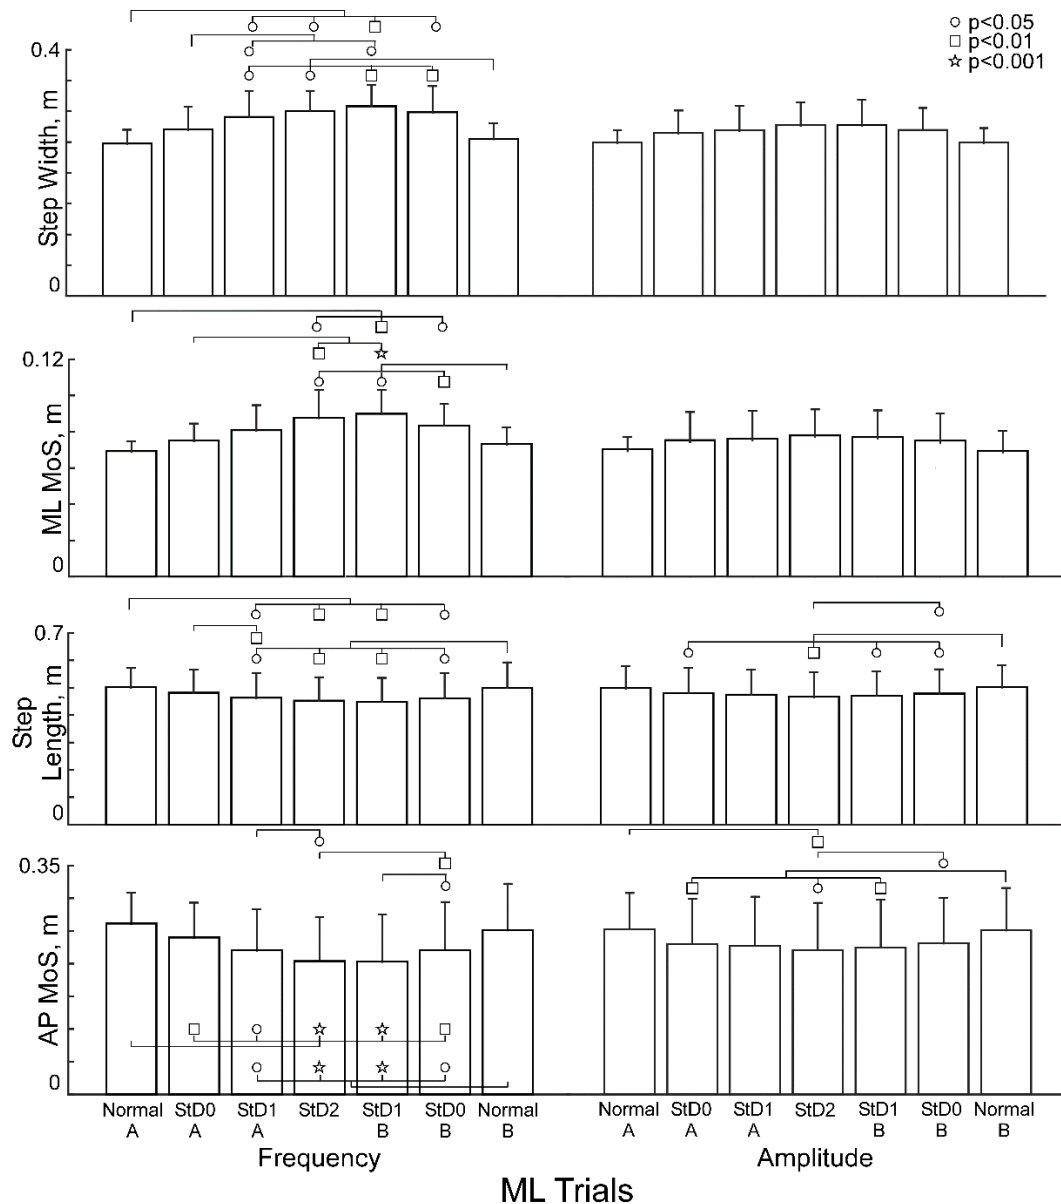 p<0.05
p<0.01
p<0.001
0.4
Step Width, m
0
0.12
ML MoS, m
0
0.7
Step
Length, m
0
0.35
AP MoS, m
0
Normal StD0 StD1 StD2 StD1 StD0 Normal
A A A B B B
Normal StD0 StD1 StD2 StD1 StD0 Normal
A A A B B B
Frequency
Amplitude
ML Trials